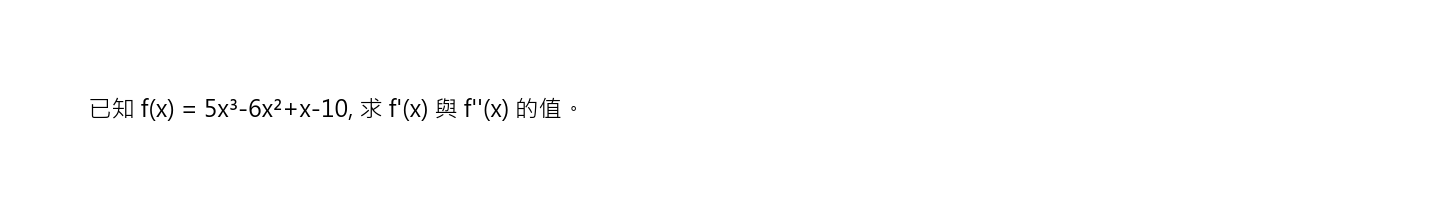 已知 f(x) = 5x³-6x²+x-10, 求 f'(x) 與 f''(x) 的值。